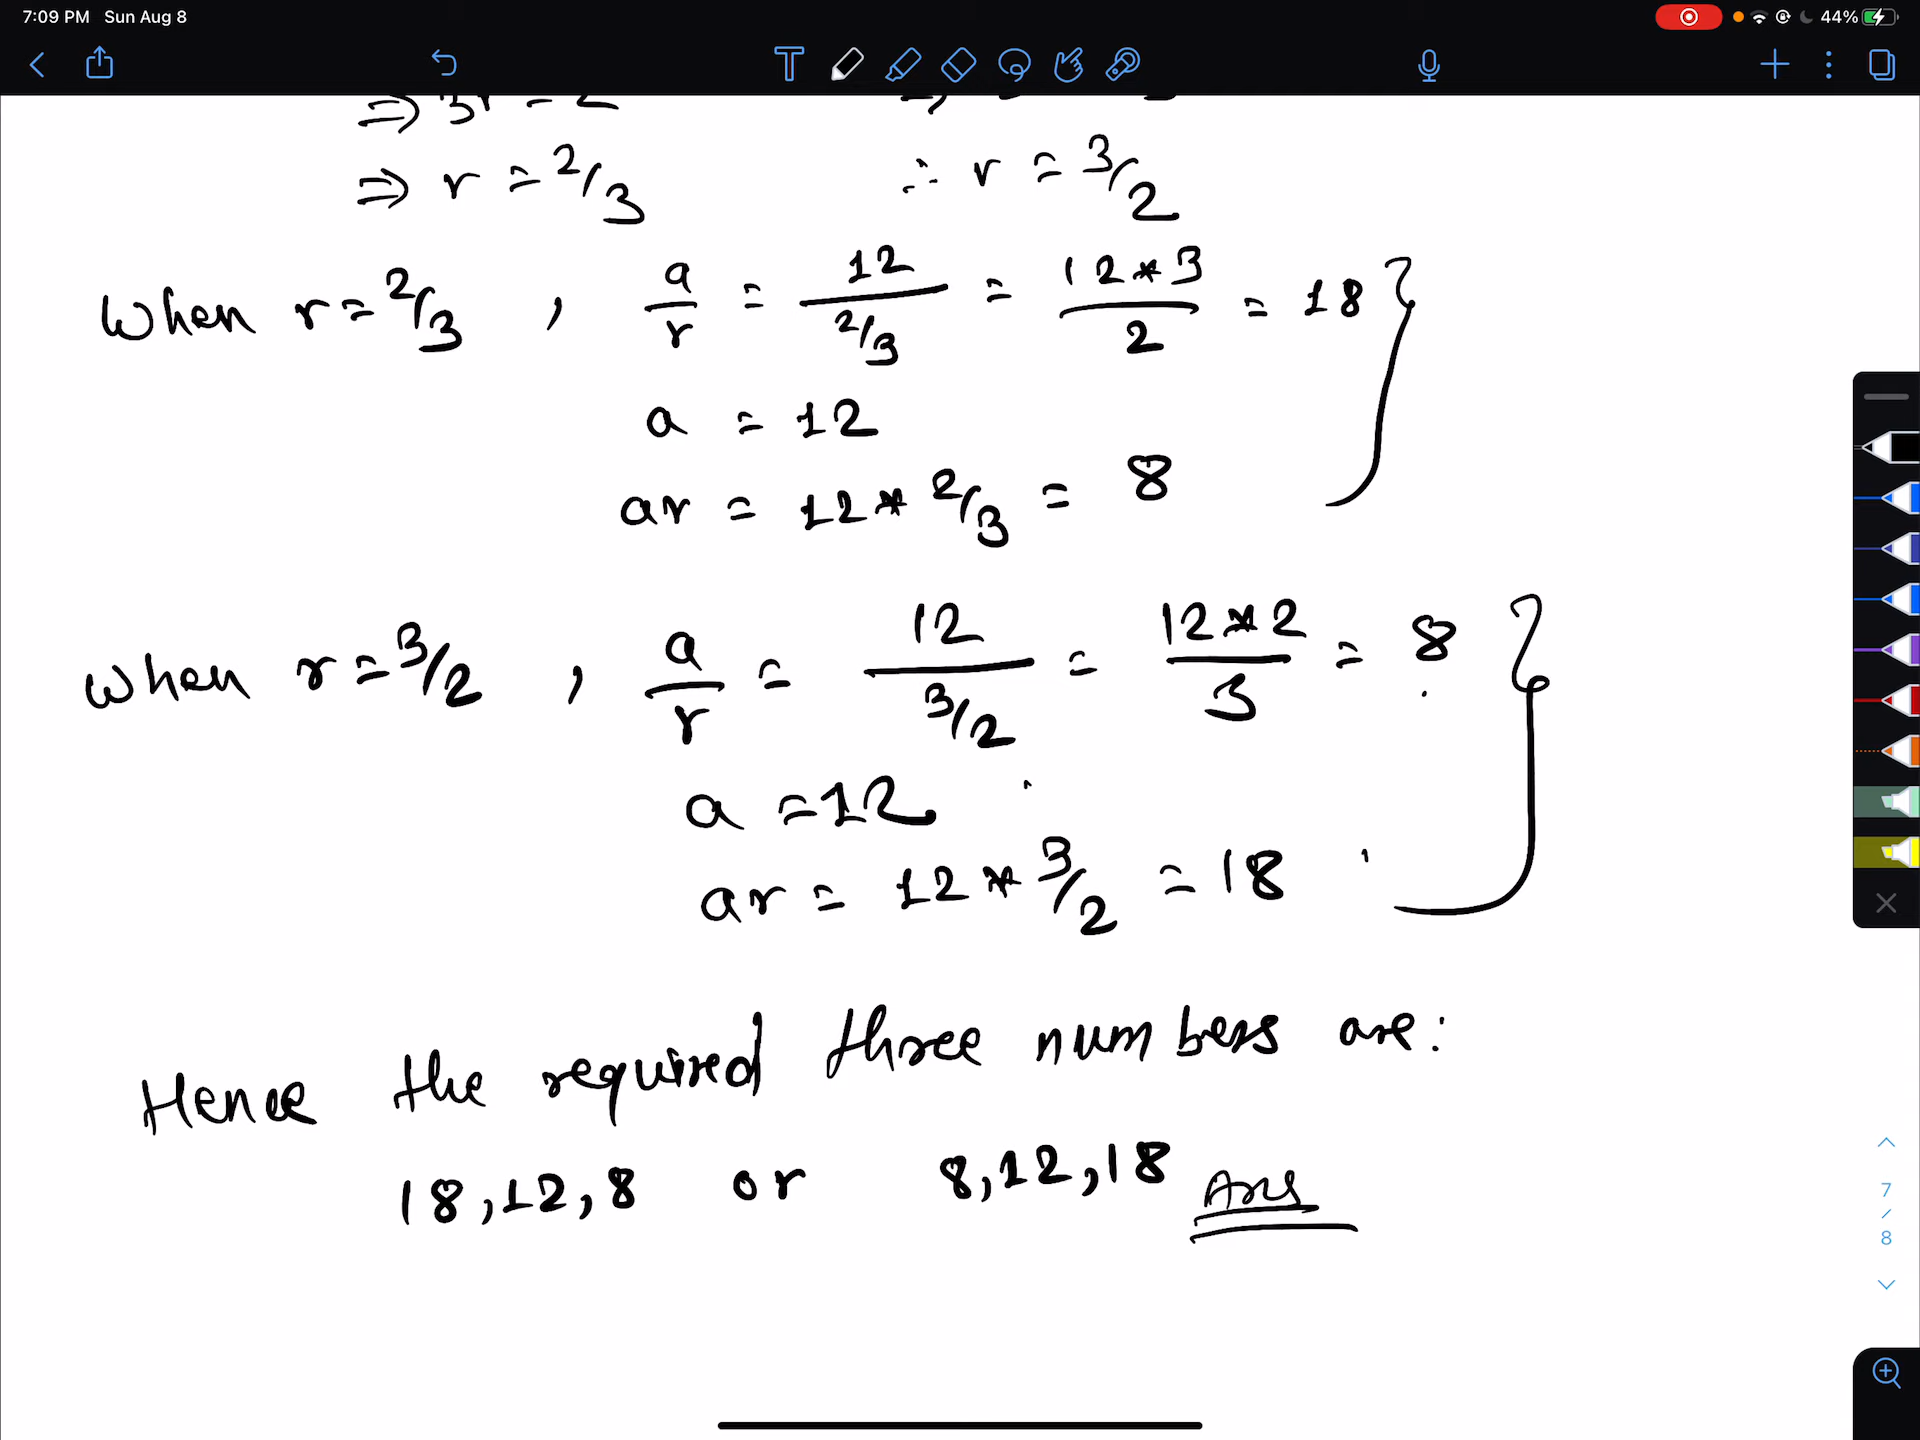 7:09 PM Sun Aug 8
44%
⇒ 3r = 2
⇒ r = 2/3
∴ r = 3/2
When r = 2/3 , a/r = 12/(2/3) = (12*3)/2 = 18
a = 12
ar = 12 * 2/3 = 8
When r = 3/2 , a/r = 12/(3/2) = (12*2)/3 = 8
a = 12
ar = 12 * 3/2 = 18
Hence the required three numbers are:
18,12,8 or 8,12,18 Ans
7
/
8